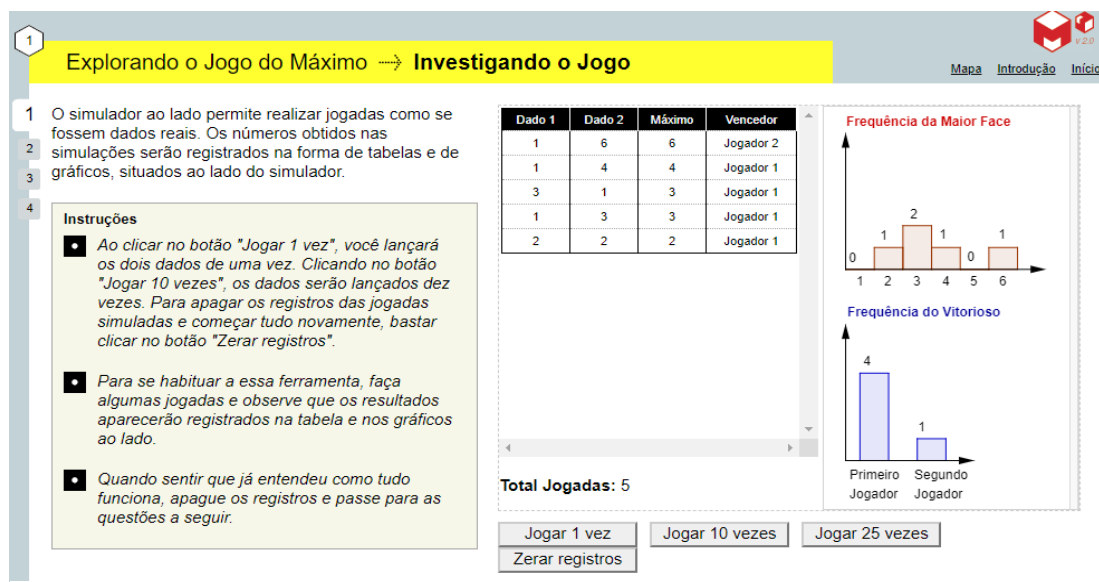 1
Explorando o Jogo do Máximo ⤏ Investigando o Jogo
v 2.0
Mapa Introdução Início
1
2
3
4
O simulador ao lado permite realizar jogadas como se
fossem dados reais. Os números obtidos nas
simulações serão registrados na forma de tabelas e de
gráficos, situados ao lado do simulador.
Instruções
Ao clicar no botão "Jogar 1 vez", você lançará
os dois dados de uma vez. Clicando no botão
"Jogar 10 vezes", os dados serão lançados dez
vezes. Para apagar os registros das jogadas
simuladas e começar tudo novamente, bastar
clicar no botão "Zerar registros".
Para se habituar a essa ferramenta, faça
algumas jogadas e observe que os resultados
aparecerão registrados na tabela e nos gráficos
ao lado.
Quando sentir que já entendeu como tudo
funciona, apague os registros e passe para as
questões a seguir.
Dado 1 Dado 2 Máximo Vencedor
1 6 6 Jogador 2
1 4 4 Jogador 1
3 1 3 Jogador 1
1 3 3 Jogador 1
2 2 2 Jogador 1
Total Jogadas: 5
Frequência da Maior Face
0 1 2 1 0 1
1 2 3 4 5 6
Frequência do Vitorioso
4
1
Primeiro Segundo
Jogador Jogador
Jogar 1 vez Jogar 10 vezes Jogar 25 vezes
Zerar registros